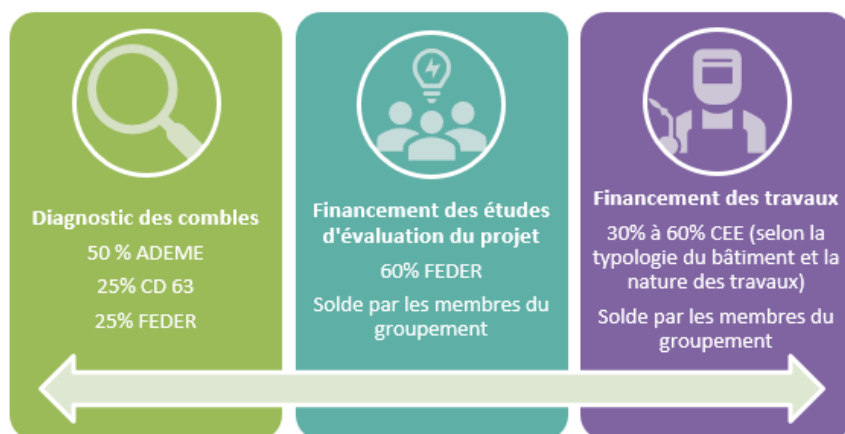 Diagnostic des combles
50 % ADEME
25% CD 63
25% FEDER
Financement des études
d'évaluation du projet
60% FEDER
Solde par les membres du
groupement
Financement des travaux
30% à 60% CEE (selon la
typologie du bâtiment et la
nature des travaux)
Solde par les membres du
groupement